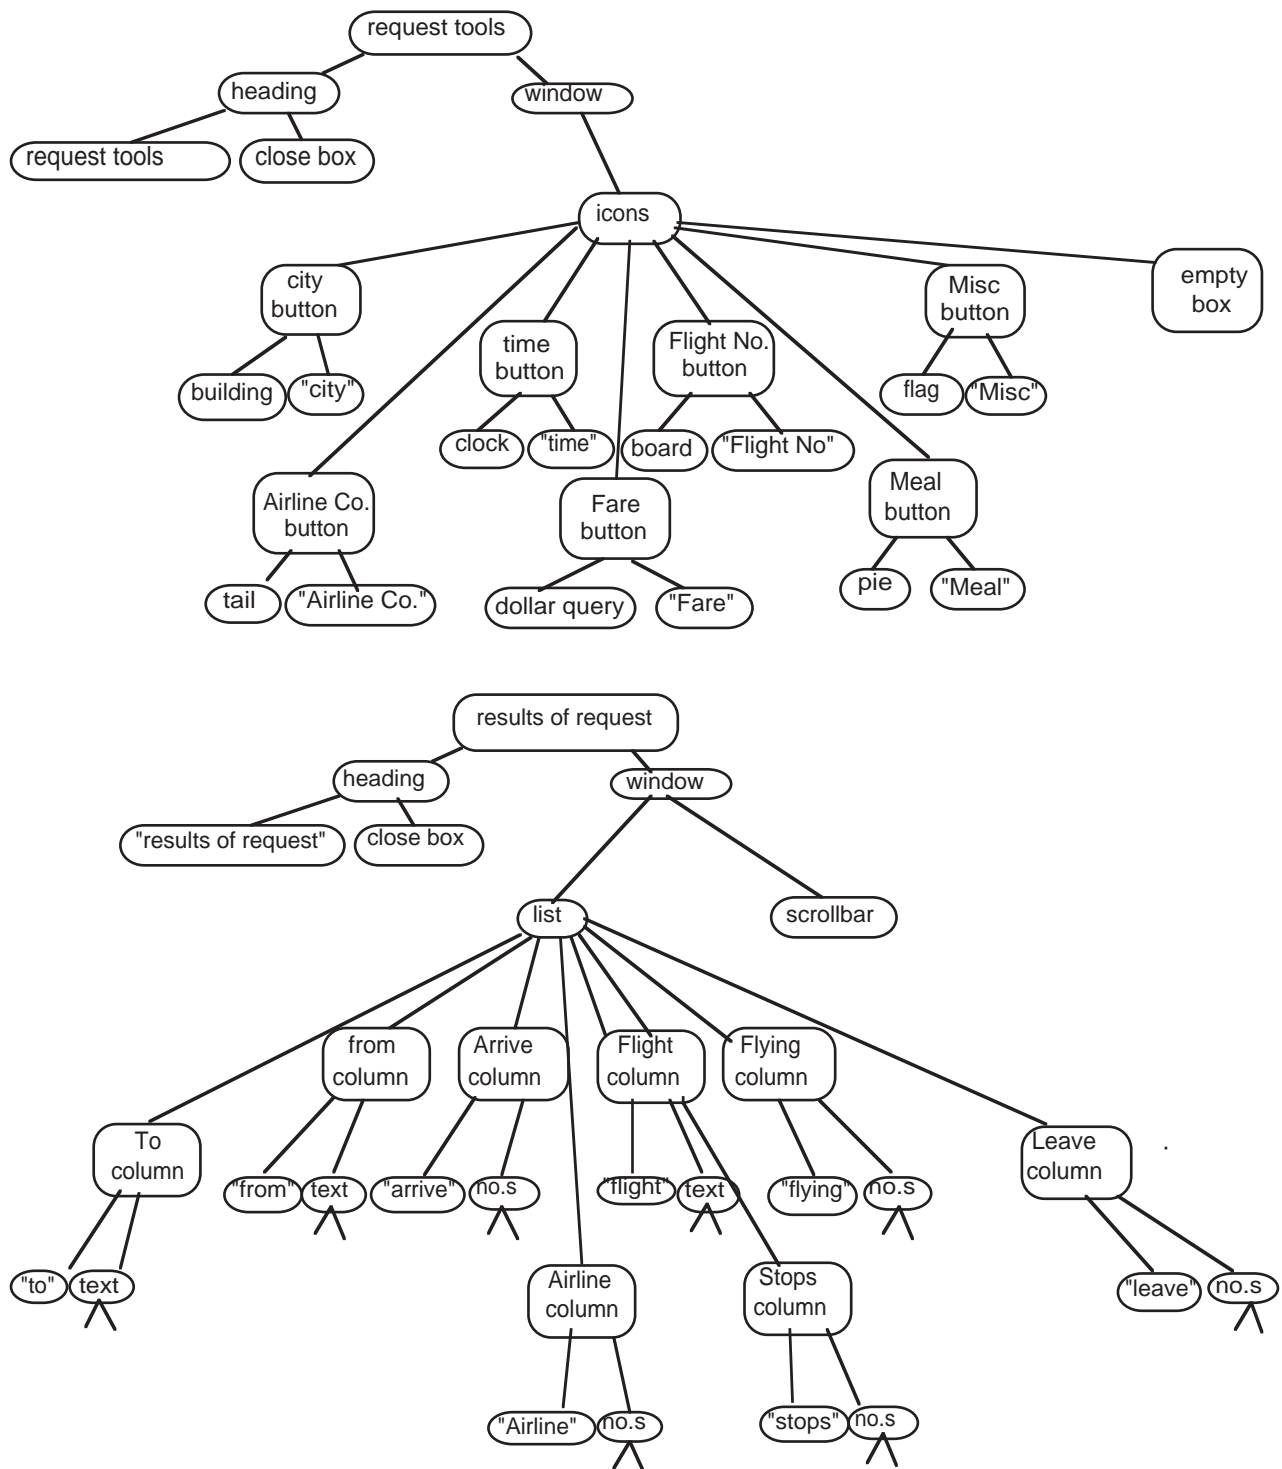 request tools
heading
window
request tools
close box
icons
city
button
Misc
button
empty
box
time
button
Flight No.
button
building
"city"
flag
"Misc"
clock
"time"
board
"Flight No"
Airline Co.
button
Fare
button
Meal
button
tail
"Airline Co."
dollar query
"Fare"
pie
"Meal"
results of request
heading
window
"results of request"
close box
list
scrollbar
from
column
Arrive
column
Flight
column
Flying
column
To
column
Leave
column
"from"
text
"arrive"
no.s
"flight"
text
"flying"
no.s
"to"
text
Airline
column
Stops
column
"leave"
no.s
"Airline"
no.s
"stops"
no.s